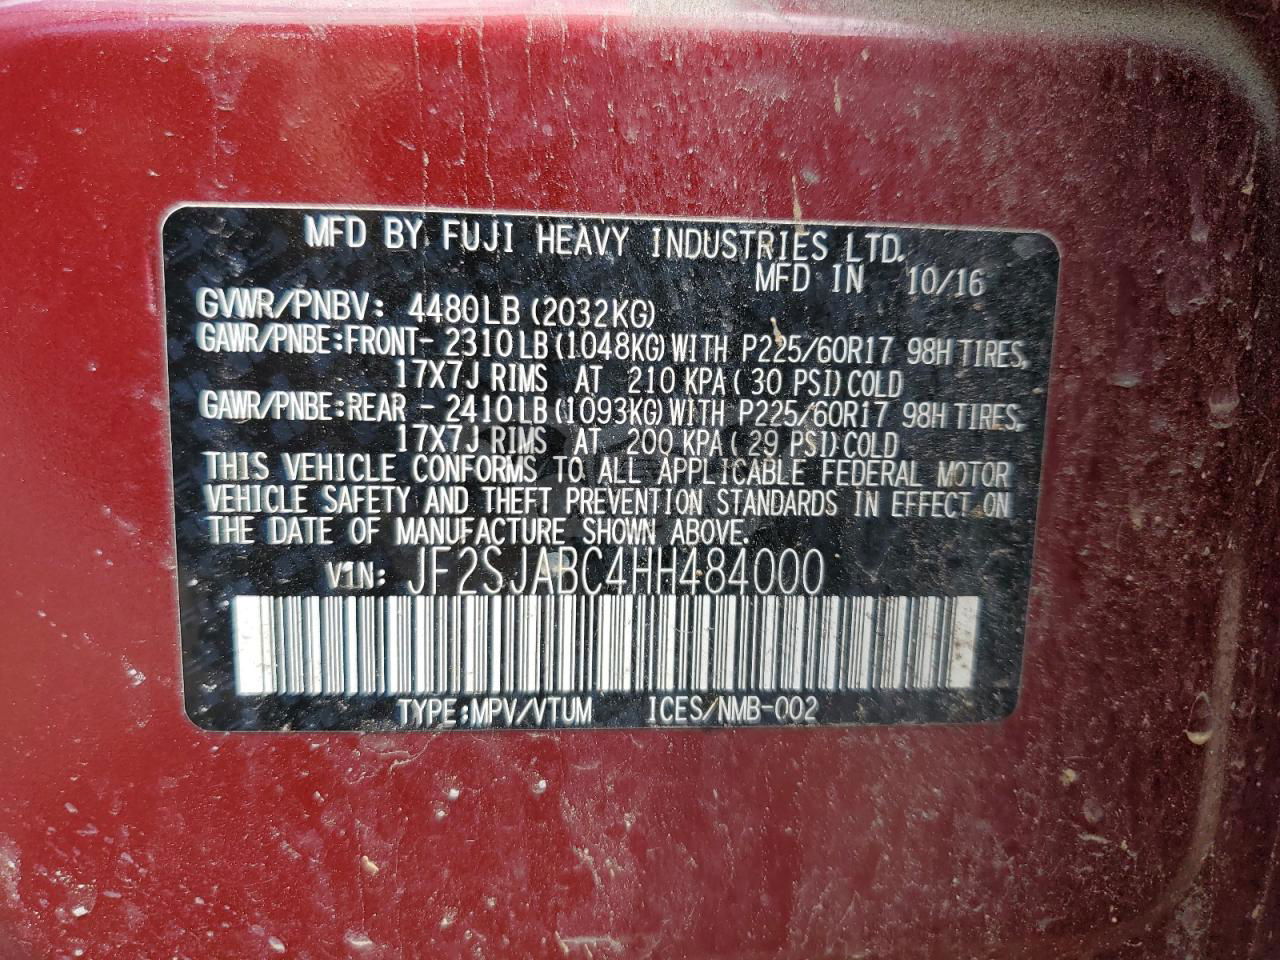 MFD BY FUJI HEAVY INDUSTRIES LTD.
MFD IN 10/16
GVWR/PNBV: 4480LB(2032KG)
GAWR/PNBE:FRONT- 2310LB(1048KG)WITH P225/60R17 98H TIRES,
17X7J RIMS AT 210 KPA(30 PSI)COLD
GAWR/PNBE:REAR - 2410LB(1093KG)WITH P225/60R17 98H TIRES,
17X7J RIMS AT 200 KPA(29 PSI)COLD
THIS VEHICLE CONFORMS TO ALL APPLICABLE FEDERAL MOTOR
VEHICLE SAFETY AND THEFT PREVENTION STANDARDS IN EFFECT ON
THE DATE OF MANUFACTURE SHOWN ABOVE.
VIN: JF2SJABC4HH484000
TYPE:MPV/VTUM ICES/NMB-002